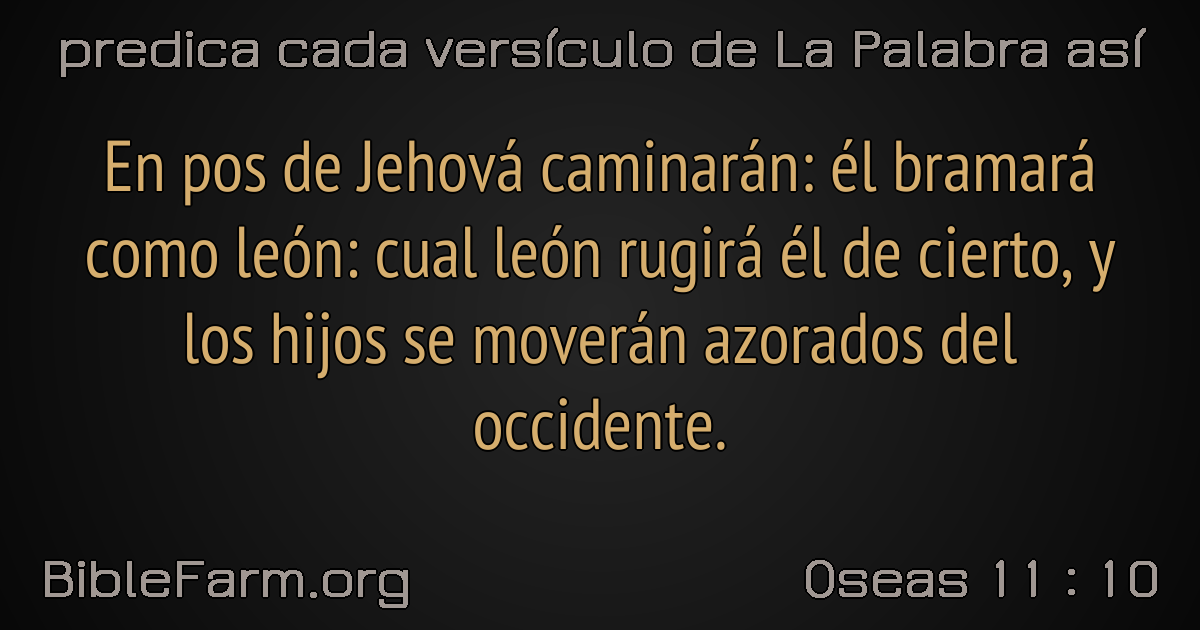 predica cada versículo de La Palabra así
En pos de Jehová caminarán: él bramará
como león: cual león rugirá él de cierto, y
los hijos se moverán azorados del
occidente.
BibleFarm.org
Oseas 11 : 10